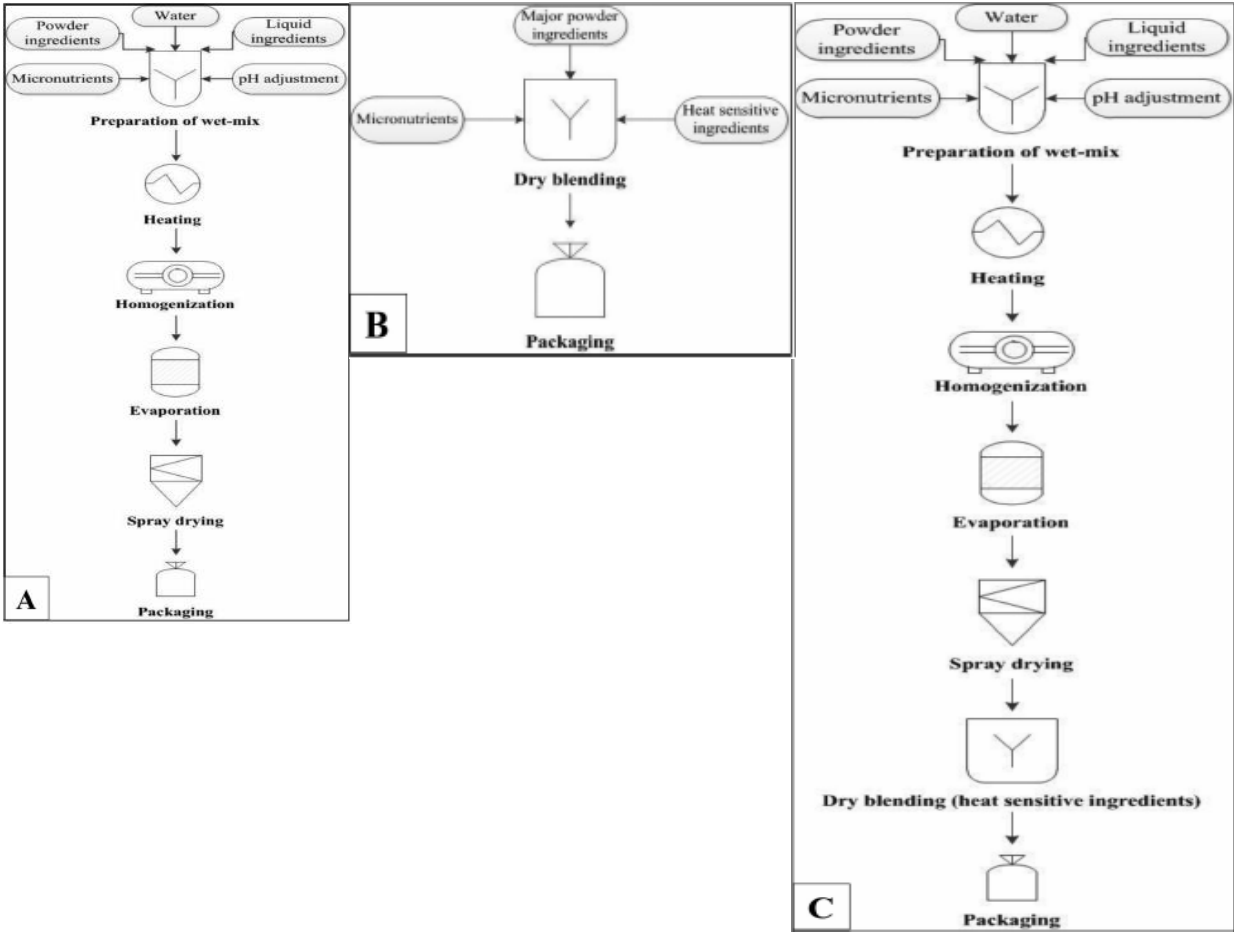 Water
Powder
ingredients
Liquid
ingredients
Micronutrients
pH adjustment
Preparation of wet-mix
Heating
Homogenization
Evaporation
Spray drying
Packaging
A
Major powder
ingredients
Micronutrients
Heat sensitive
ingredients
Dry blending
Packaging
B
Water
Powder
ingredients
Liquid
ingredients
Micronutrients
pH adjustment
Preparation of wet-mix
Heating
Homogenization
Evaporation
Spray drying
Dry blending (heat sensitive ingredients)
Packaging
C